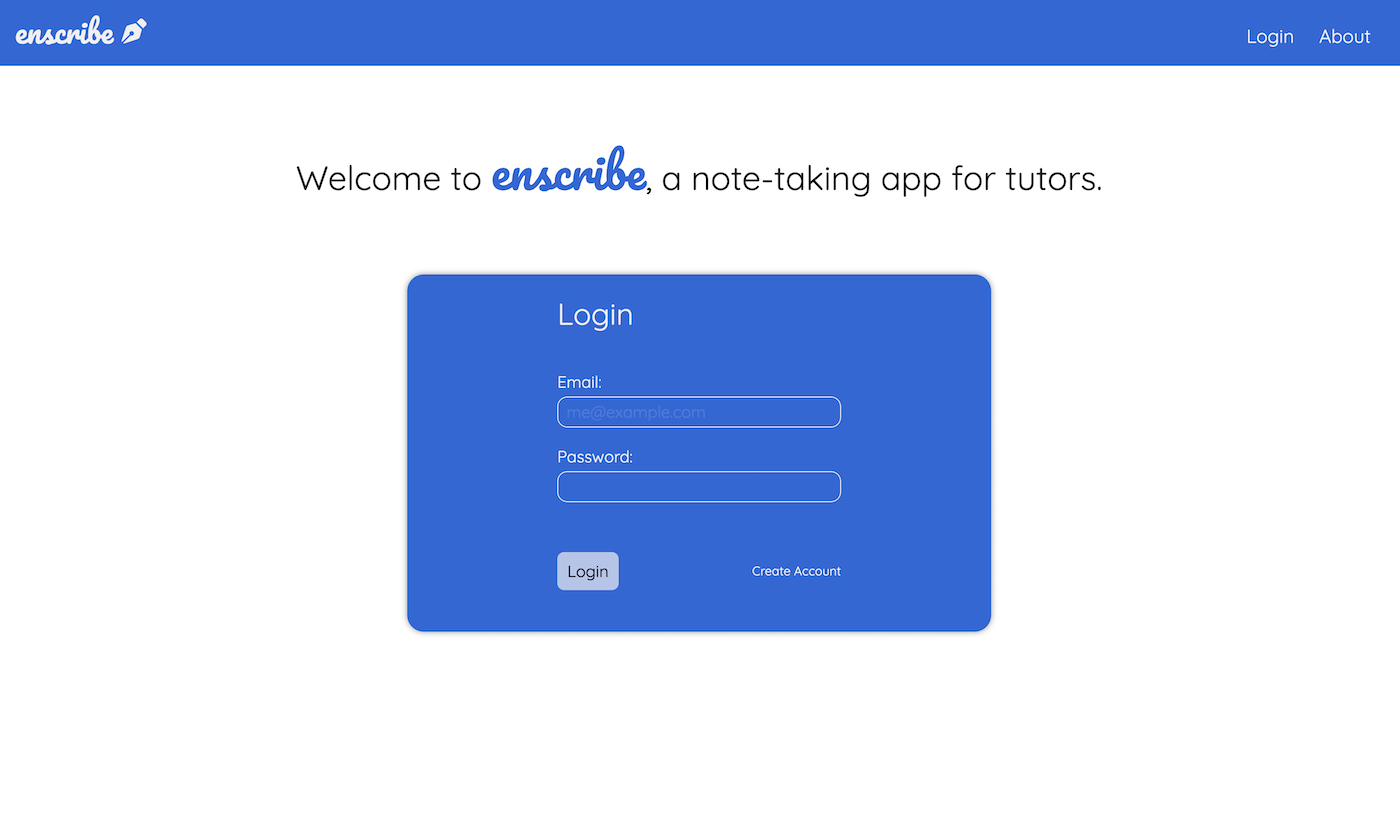 enscribe
Login About
Welcome to enscribe, a note-taking app for tutors.
Login
Email:
me@example.com
Password:
Login
Create Account